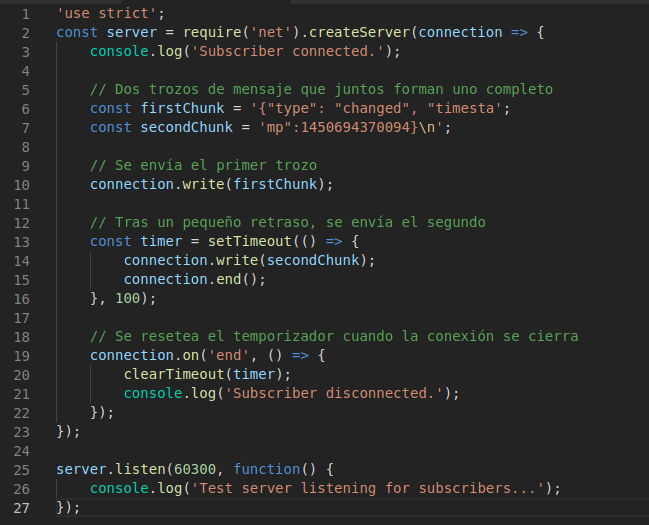 1 'use strict';
2 const server = require('net').createServer(connection => {
3     console.log('Subscriber connected.');
4
5     // Dos trozos de mensaje que juntos forman uno completo
6     const firstChunk = '{"type": "changed", "timesta';
7     const secondChunk = 'mp":1450694370094}\n';
8
9     // Se envía el primer trozo
10     connection.write(firstChunk);
11
12     // Tras un pequeño retraso, se envía el segundo
13     const timer = setTimeout(() => {
14         connection.write(secondChunk);
15         connection.end();
16     }, 100);
17
18     // Se resetea el temporizador cuando la conexión se cierra
19     connection.on('end', () => {
20         clearTimeout(timer);
21         console.log('Subscriber disconnected.');
22     });
23 });
24
25 server.listen(60300, function() {
26     console.log('Test server listening for subscribers...');
27 });